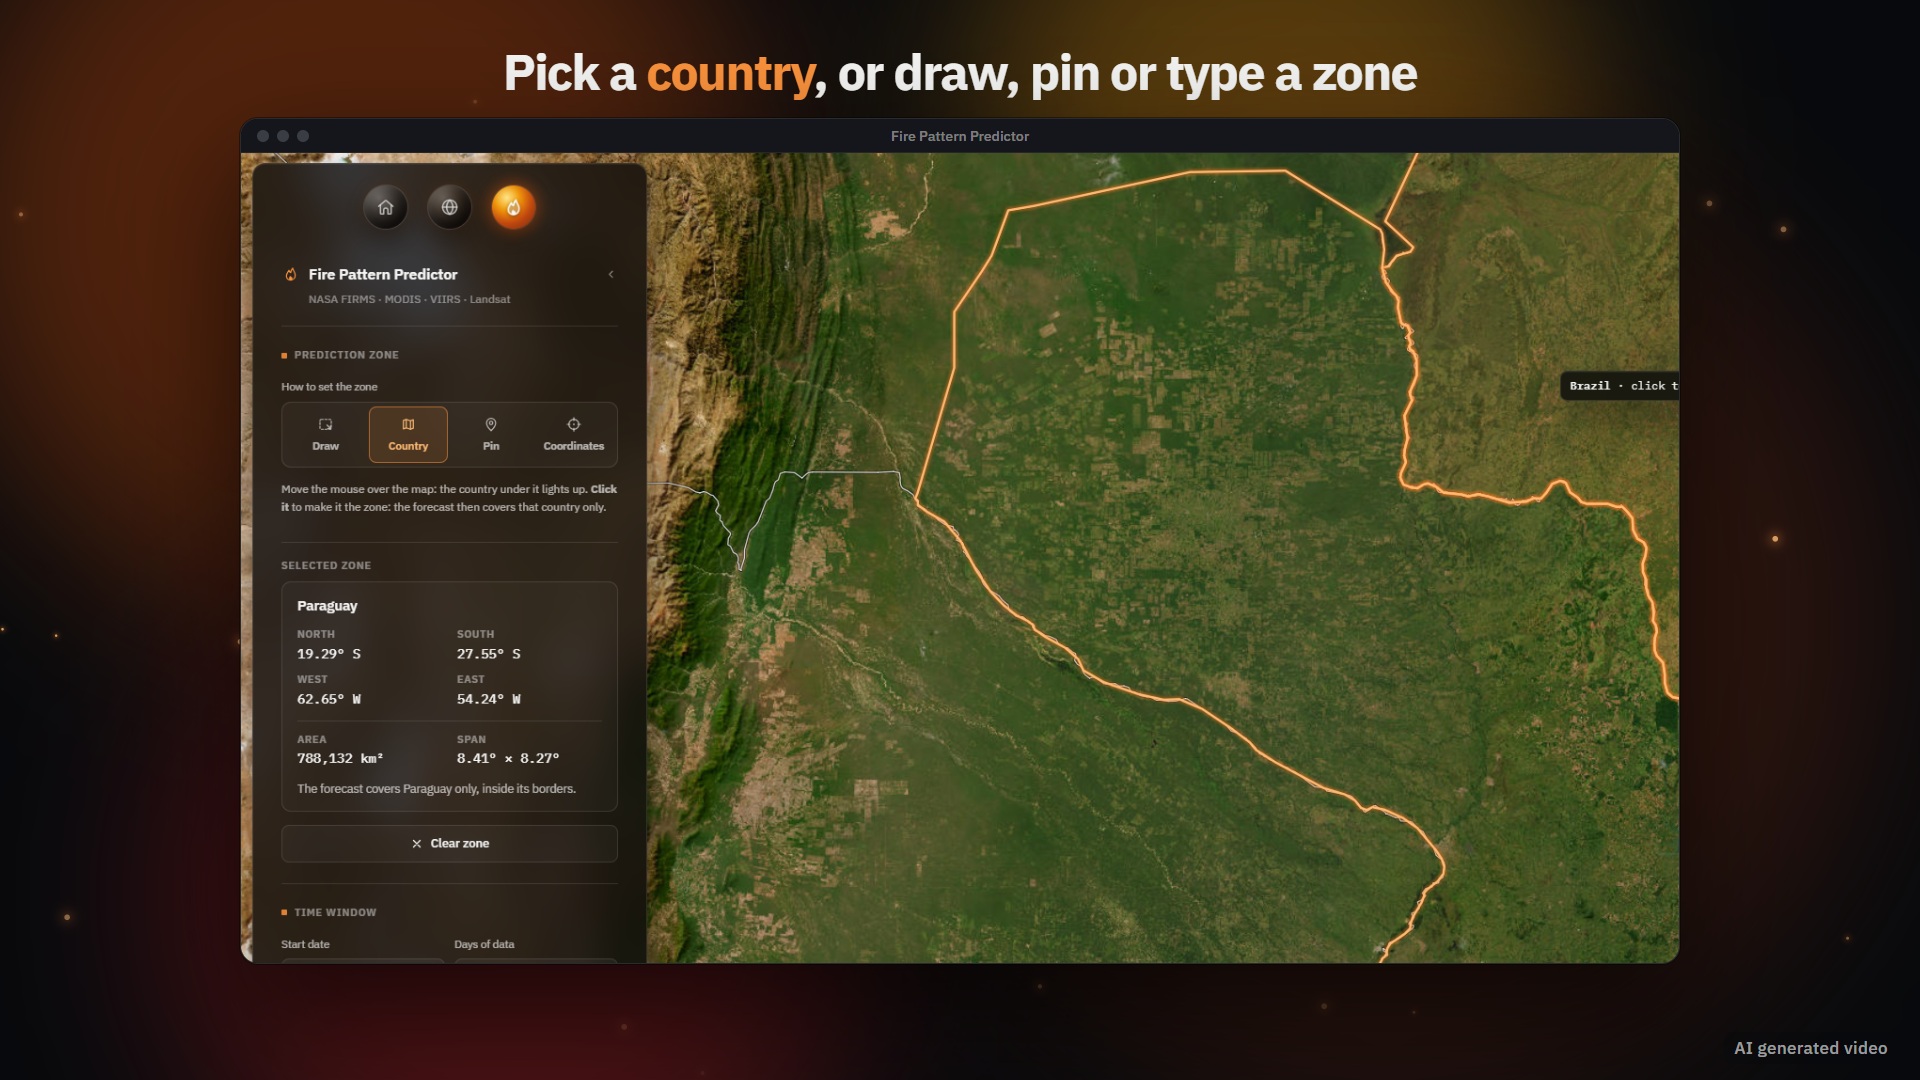 Pick a country, or draw, pin or type a zone
Fire Pattern Predictor
Fire Pattern Predictor
NASA FIRMS · MODIS · VIIRS · Landsat
PREDICTION ZONE
How to set the zone
Draw
Country
Pin
Coordinates
Move the mouse over the map: the country under it lights up. Click
it to make it the zone: the forecast then covers that country only.
SELECTED ZONE
Paraguay
NORTH SOUTH
19.29° S 27.55° S
WEST EAST
62.65° W 54.24° W
AREA SPAN
788,132 km² 8.41° × 8.27°
The forecast covers Paraguay only, inside its borders.
Clear zone
TIME WINDOW
Start date Days of data
Brazil · click t
AI generated video